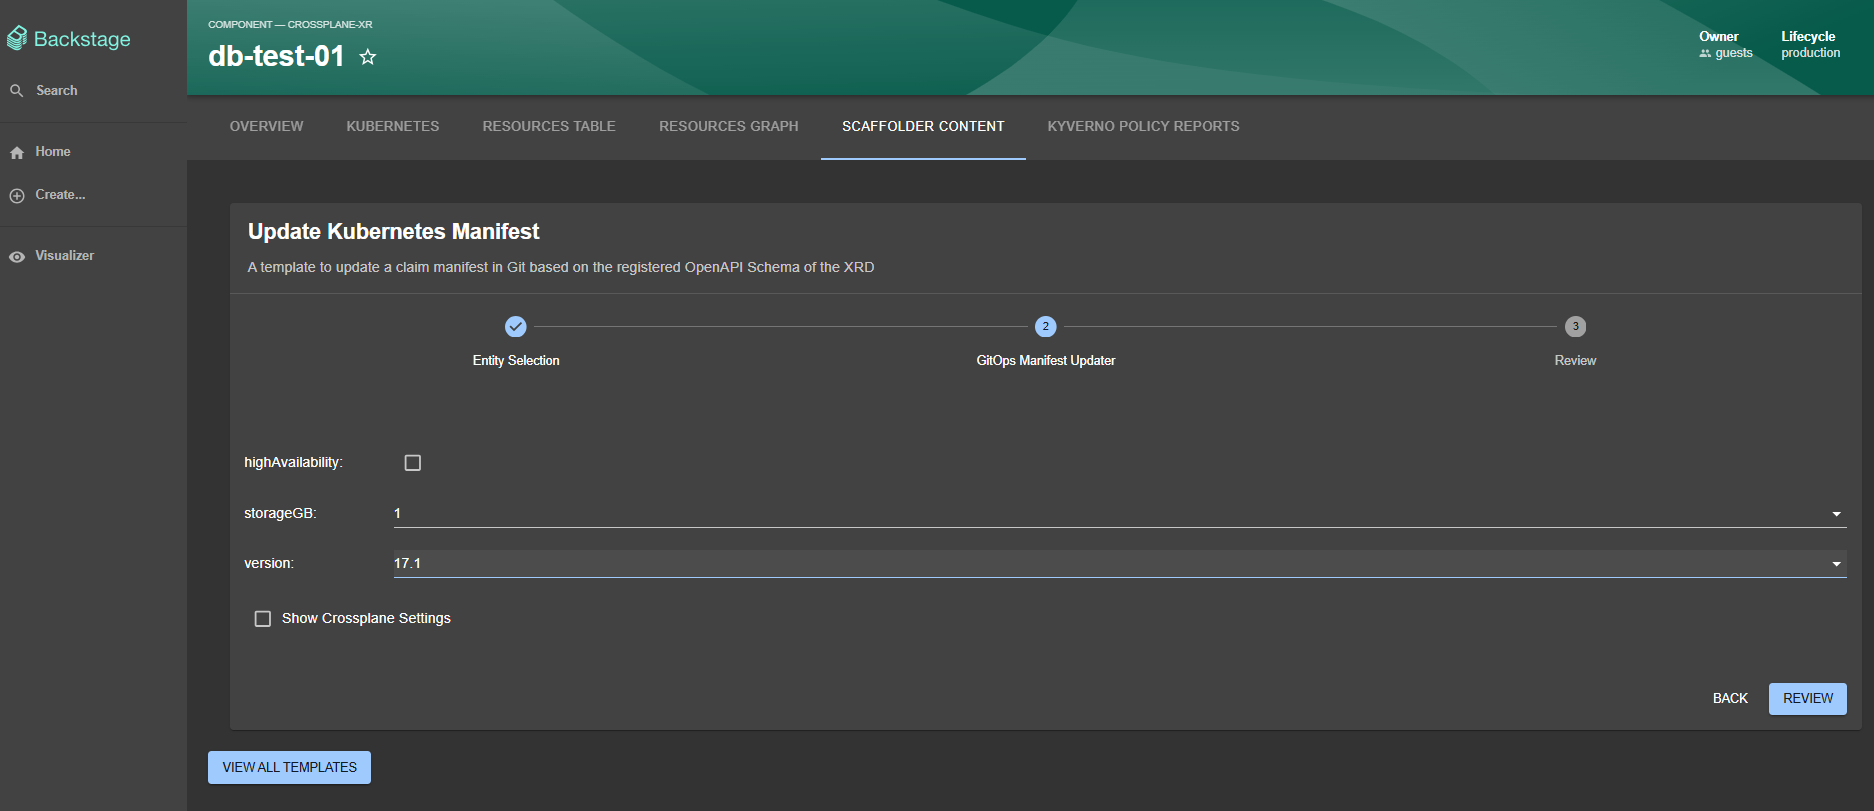 Backstage
Search
Home
Create...
Visualizer
COMPONENT — CROSSPLANE-XR
db-test-01
Owner
guests
Lifecycle
production
OVERVIEW
KUBERNETES
RESOURCES TABLE
RESOURCES GRAPH
SCAFFOLDER CONTENT
KYVERNO POLICY REPORTS
Update Kubernetes Manifest
A template to update a claim manifest in Git based on the registered OpenAPI Schema of the XRD
Entity Selection
2
GitOps Manifest Updater
3
Review
highAvailability:
storageGB:
1
version:
17.1
Show Crossplane Settings
BACK
REVIEW
VIEW ALL TEMPLATES